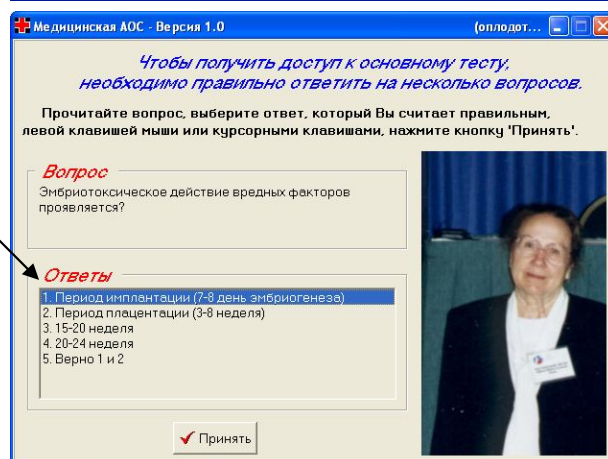 Медицинская АОС - Версия 1.0 (оплодот...
Чтобы получить доступ к основному тесту,
необходимо правильно ответить на несколько вопросов.
Прочитайте вопрос, выберите ответ, который Вы считает правильным,
левой клавишей мыши или курсорными клавишами, нажмите кнопку 'Принять'.
Вопрос
Эмбриотоксическое действие вредных факторов
проявляется?
Ответы
1. Период имплантации (7-8 день эмбриогенеза)
2. Период плацентации (3-8 неделя)
3. 15-20 неделя
4. 20-24 неделя
5. Верно 1 и 2
Принять